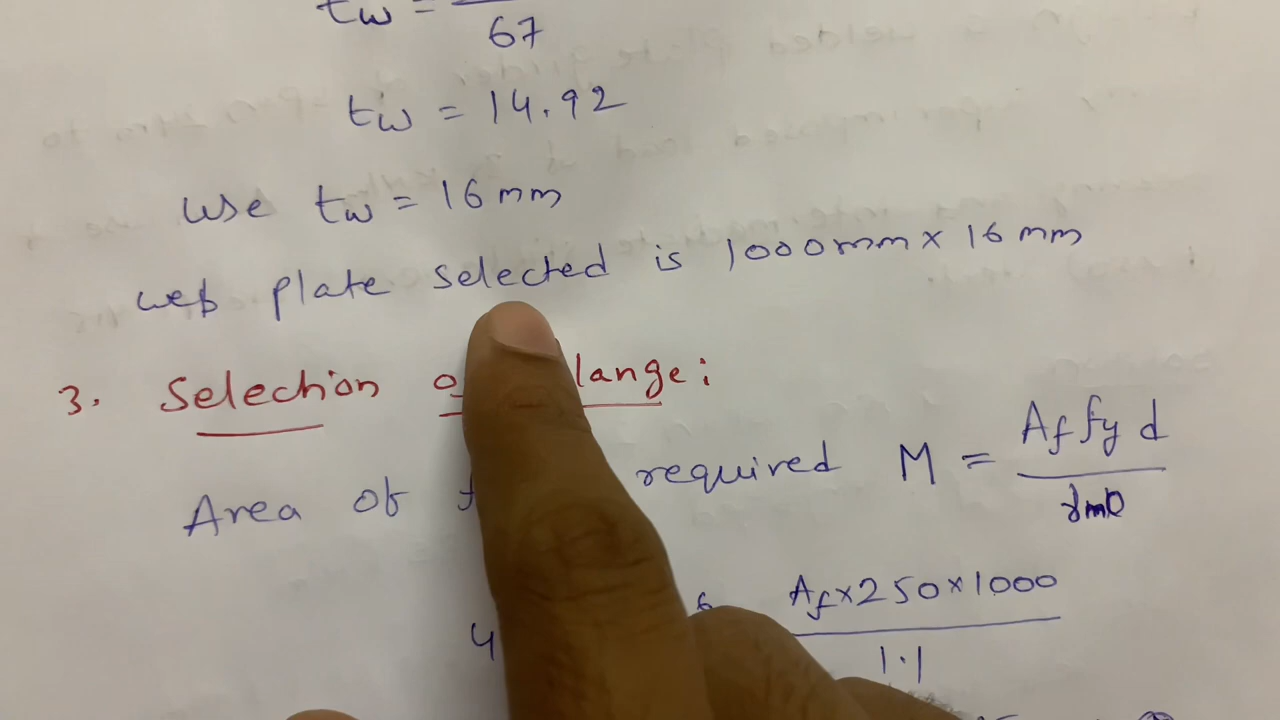 tw =
67
tw = 14.92
Use tw = 16 mm
web plate selected is 1000mm x 16 mm
3. Selection lange:
Area of required M = Af fy d / γm0
Af x 250 x 1000
1.1